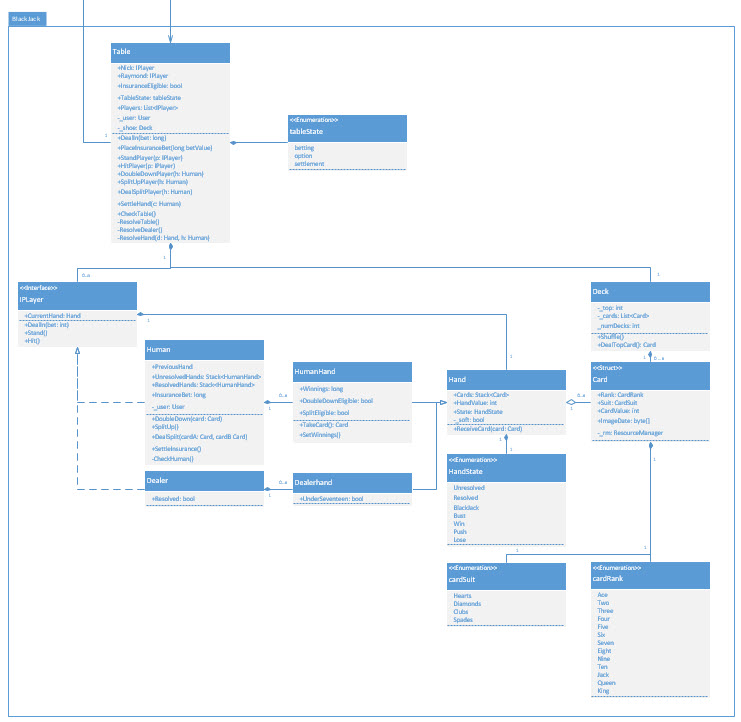 BlackJack
Table
+Nick: IPlayer
+Raymond: IPlayer
+InsuranceEligible: bool
+TableState: tableState
+Players: List<IPlayer>
-_user: User
-_shoe: Deck
+DealIn(bet: long)
+PlaceInsuranceBet(long betValue)
+StandPlayer(p: IPlayer)
+HitPlayer(p: IPlayer)
+DoubleDownPlayer(h: Human)
+SplitUpPlayer(h: Human)
+DealSplitPlayer(h: Human)
+SettleHand(c: Human)
+CheckTable()
-ResolveTable()
-ResolveDealer()
-ResolveHand(d: Hand, h: Human)
1
<<Enumeration>>
tableState
betting
option
settlement
1
0..n
1
<<Interface>>
IPlayer
+CurrentHand: Hand
+DealIn(bet: int)
+Stand()
+Hit()
1
Deck
-_top: int
-_cards: List<Card>
_numDecks: int
+Shuffle()
+DealTopCard(): Card
1
0..n
Human
+PreviousHand
+UnresolvedHands: Stack<HumanHand>
+ResolvedHands: Stack<HumanHand>
+InsuranceBet: long
-_user: User
+DoubleDown(card: Card)
+SplitUp()
+DealSplit(cardA: Card, cardB Card)
+SettleInsurance()
-CheckHuman()
0..n
1
HumanHand
+Winnings: long
+DoubleDownEligible: bool
+SplitEligible: bool
+TakeCard(): Card
+SetWinnings()
1
Hand
+Cards: Stack<Card>
+HandValue: int
+State: HandState
-_soft: bool
+ReceiveCard(card: Card)
0..n
1
<<Struct>>
Card
+Rank: CardRank
+Suit: CardSuit
+CardValue: int
+ImageDate: byte[]
-_rm: ResourceManager
1
1
1
Dealer
+Resolved: bool
0..n
1
Dealerhand
+UnderSeventeen: bool
<<Enumeration>>
HandState
Unresolved
Resolved
BlackJack
Bust
Win
Push
Lose
1
1
<<Enumeration>>
cardSuit
Hearts
Diamonds
Clubs
Spades
<<Enumeration>>
cardRank
Ace
Two
Three
Four
Five
Six
Seven
Eight
Nine
Ten
Jack
Queen
King